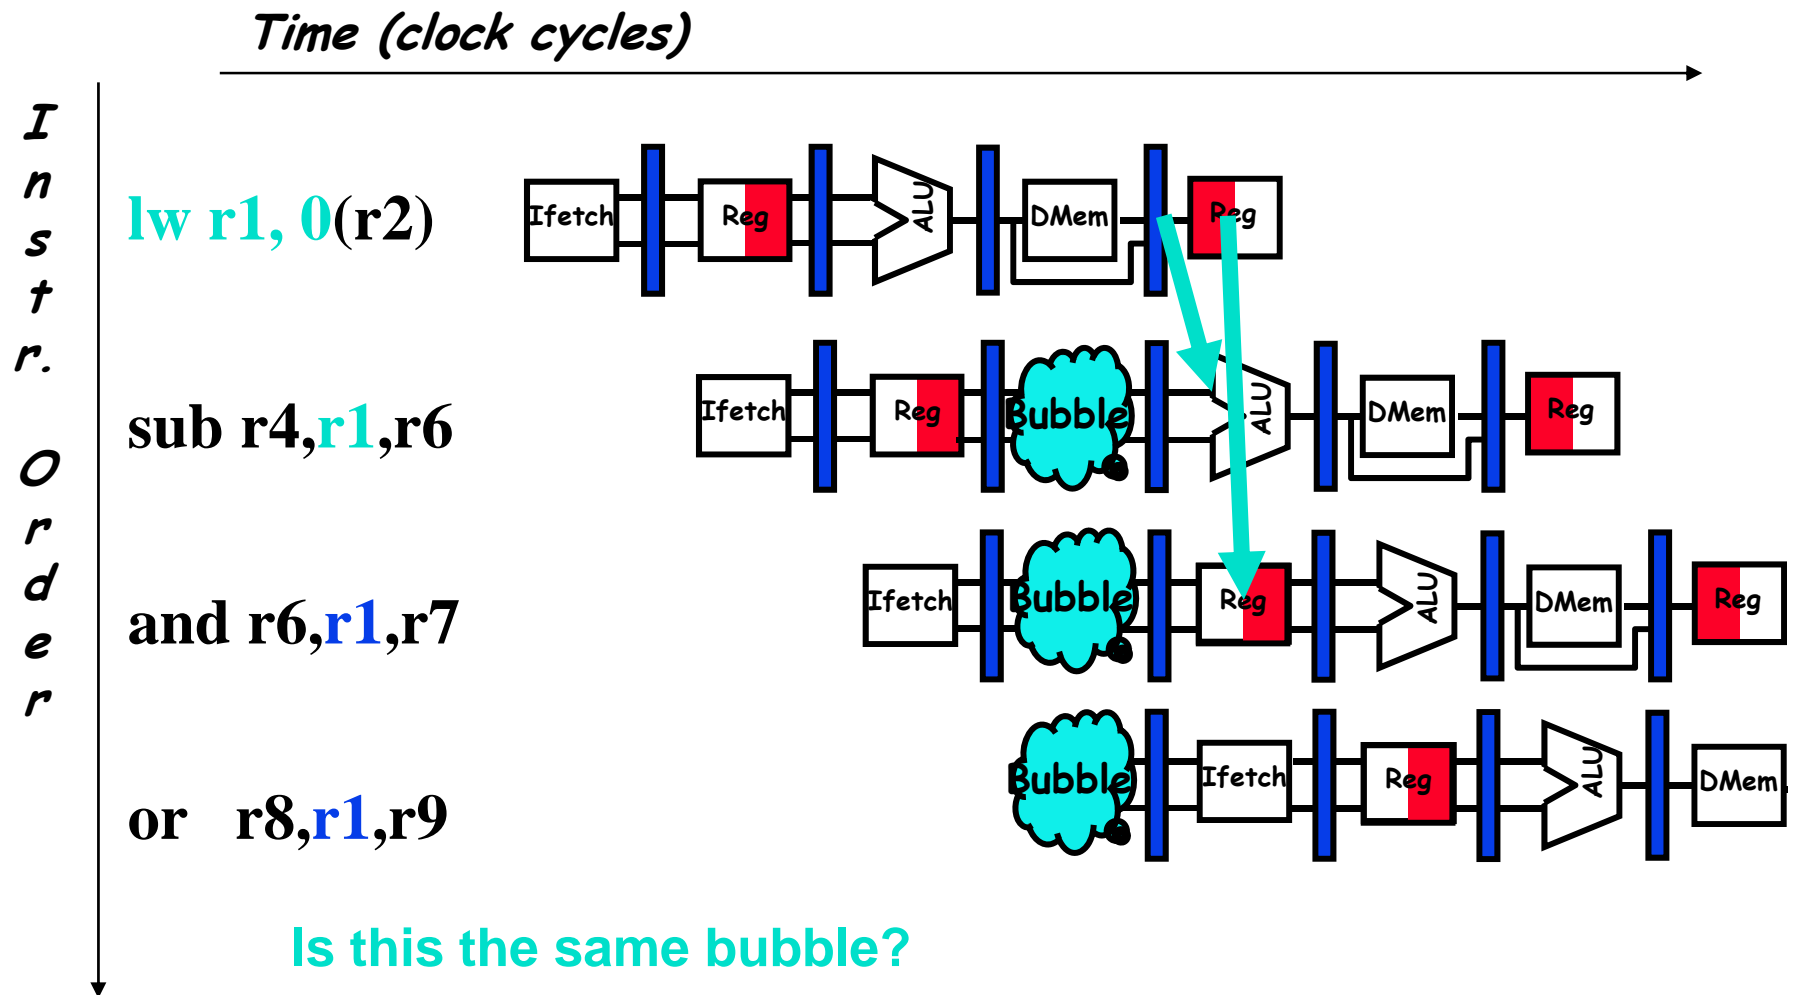 Time (clock cycles)
Instr. Order
lw r1, 0(r2)
Ifetch Reg ALU DMem Reg
sub r4,r1,r6
Ifetch Reg Bubble ALU DMem Reg
and r6,r1,r7
Ifetch Bubble Reg ALU DMem Reg
or r8,r1,r9
Bubble Ifetch Reg ALU DMem
Is this the same bubble?